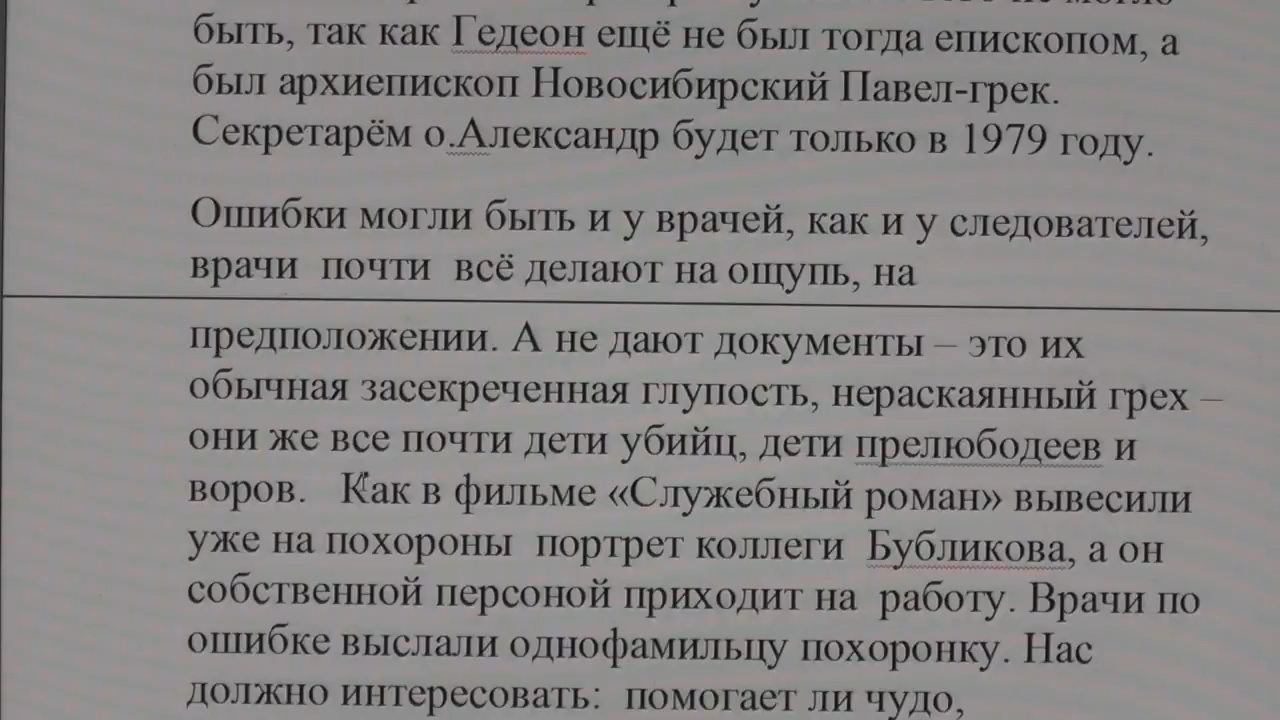 быть, так как Гедеон ещё не был тогда епископом, а
был архиепископ Новосибирский Павел-грек.
Секретарём о.Александр будет только в 1979 году.
Ошибки могли быть и у врачей, как и у следователей,
врачи почти всё делают на ощупь, на
предположении. А не дают документы – это их
обычная засекреченная глупость, нераскаянный грех –
они же все почти дети убийц, дети прелюбодеев и
воров. Как в фильме «Служебный роман» вывесили
уже на похороны портрет коллеги Бубликова, а он
собственной персоной приходит на работу. Врачи по
ошибке выслали однофамильцу похоронку. Нас
должно интересовать: помогает ли чудо,